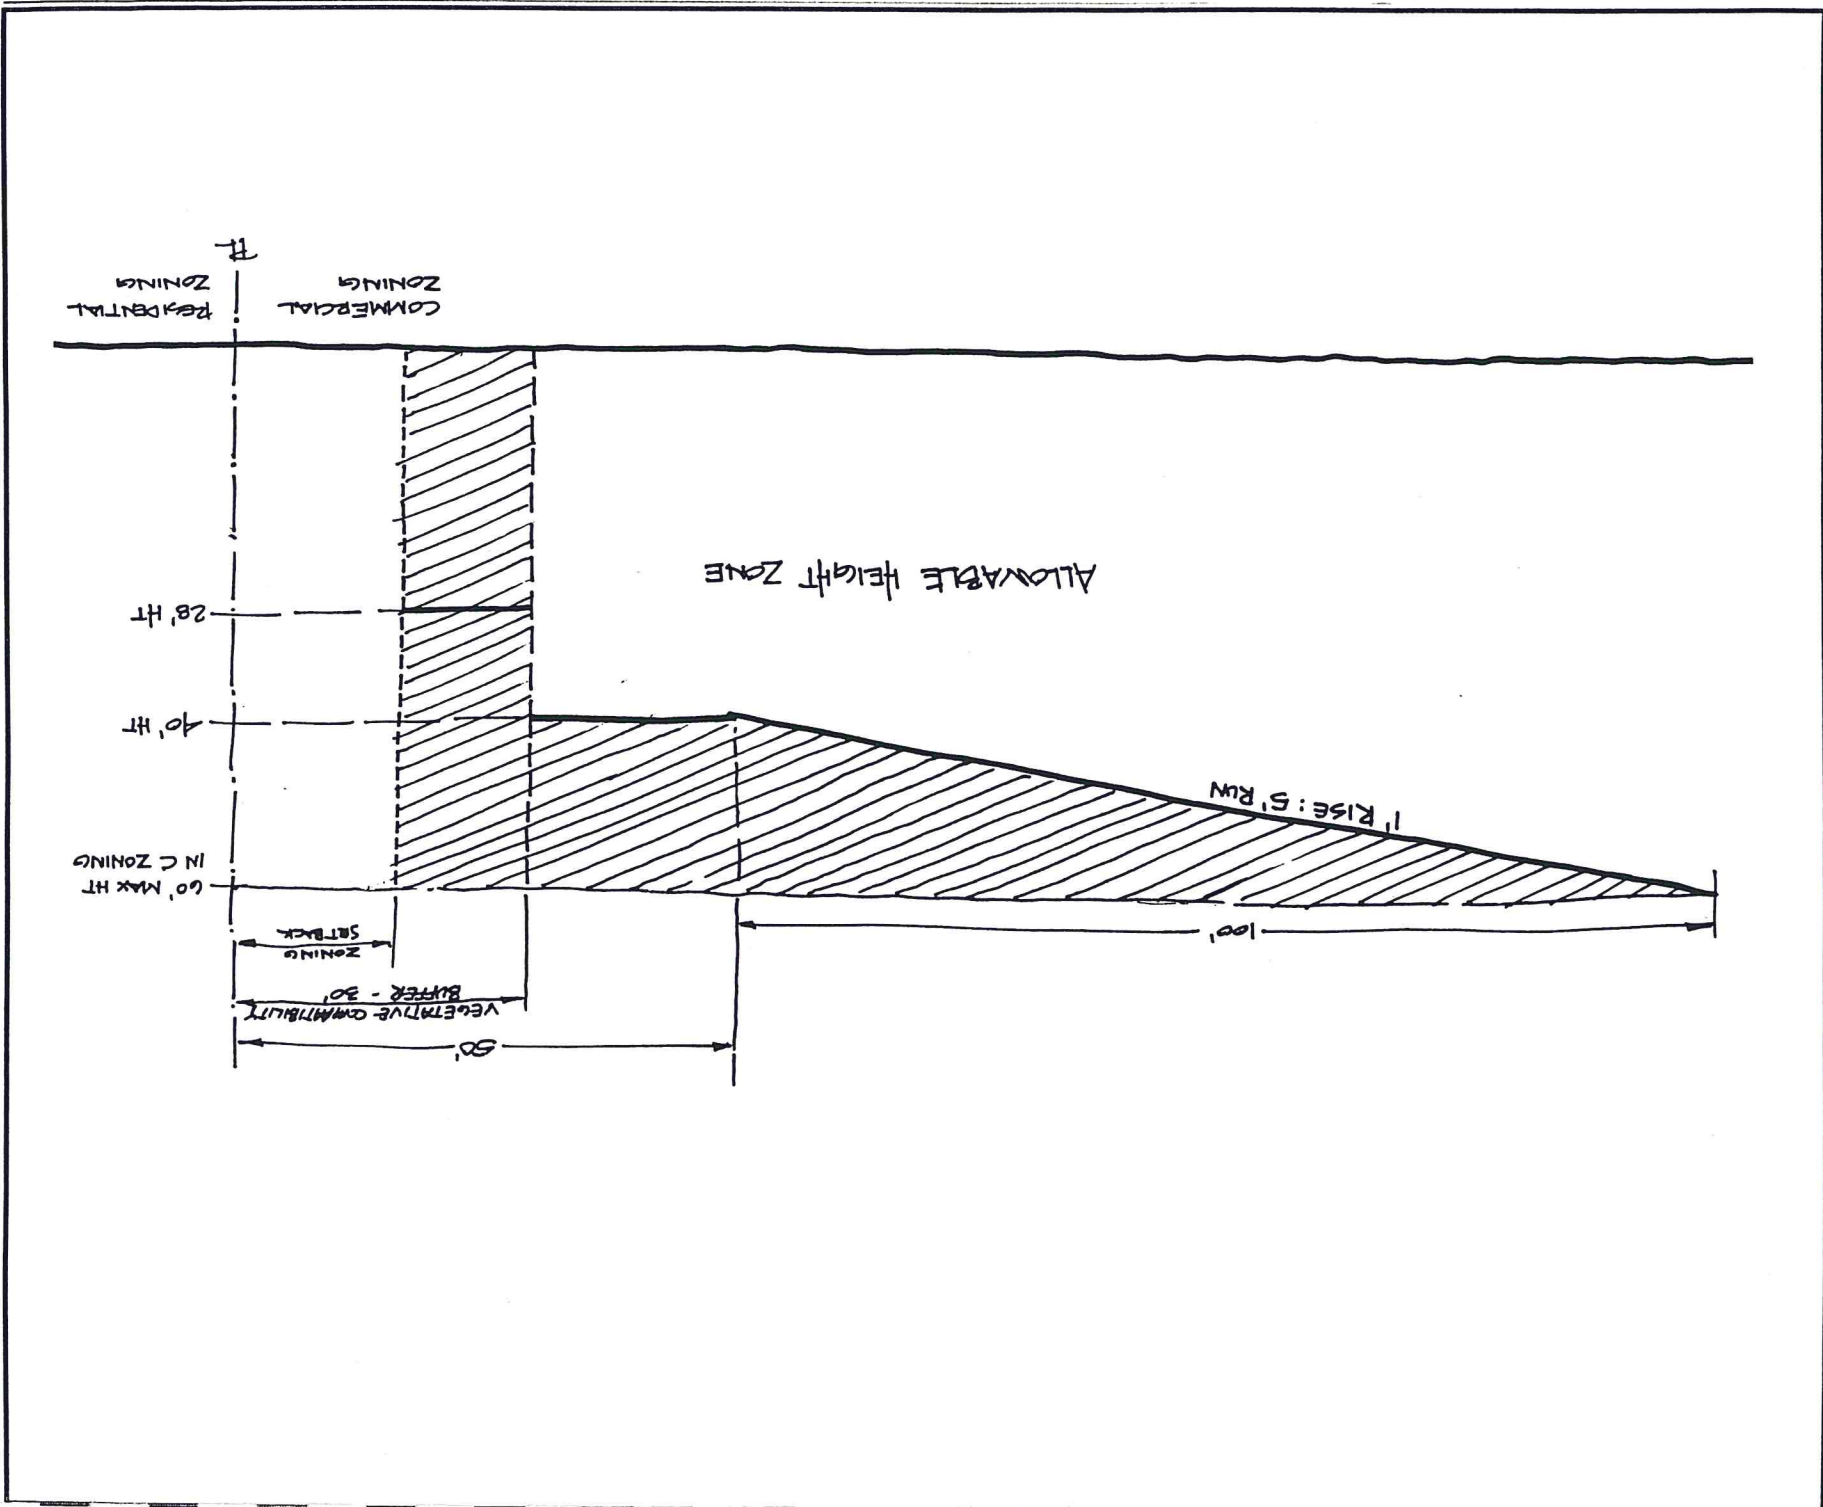 50'
VEGETATIVE COMPATIBILITY
BUFFER - 30'
ZONING
SETBACK
100'
60' MAX HT
IN C ZONING
1' RISE : 5' RUN
40' HT
28' HT
ALLOWABLE HEIGHT ZONE
COMMERCIAL
ZONING
RESIDENTIAL
ZONING
PL